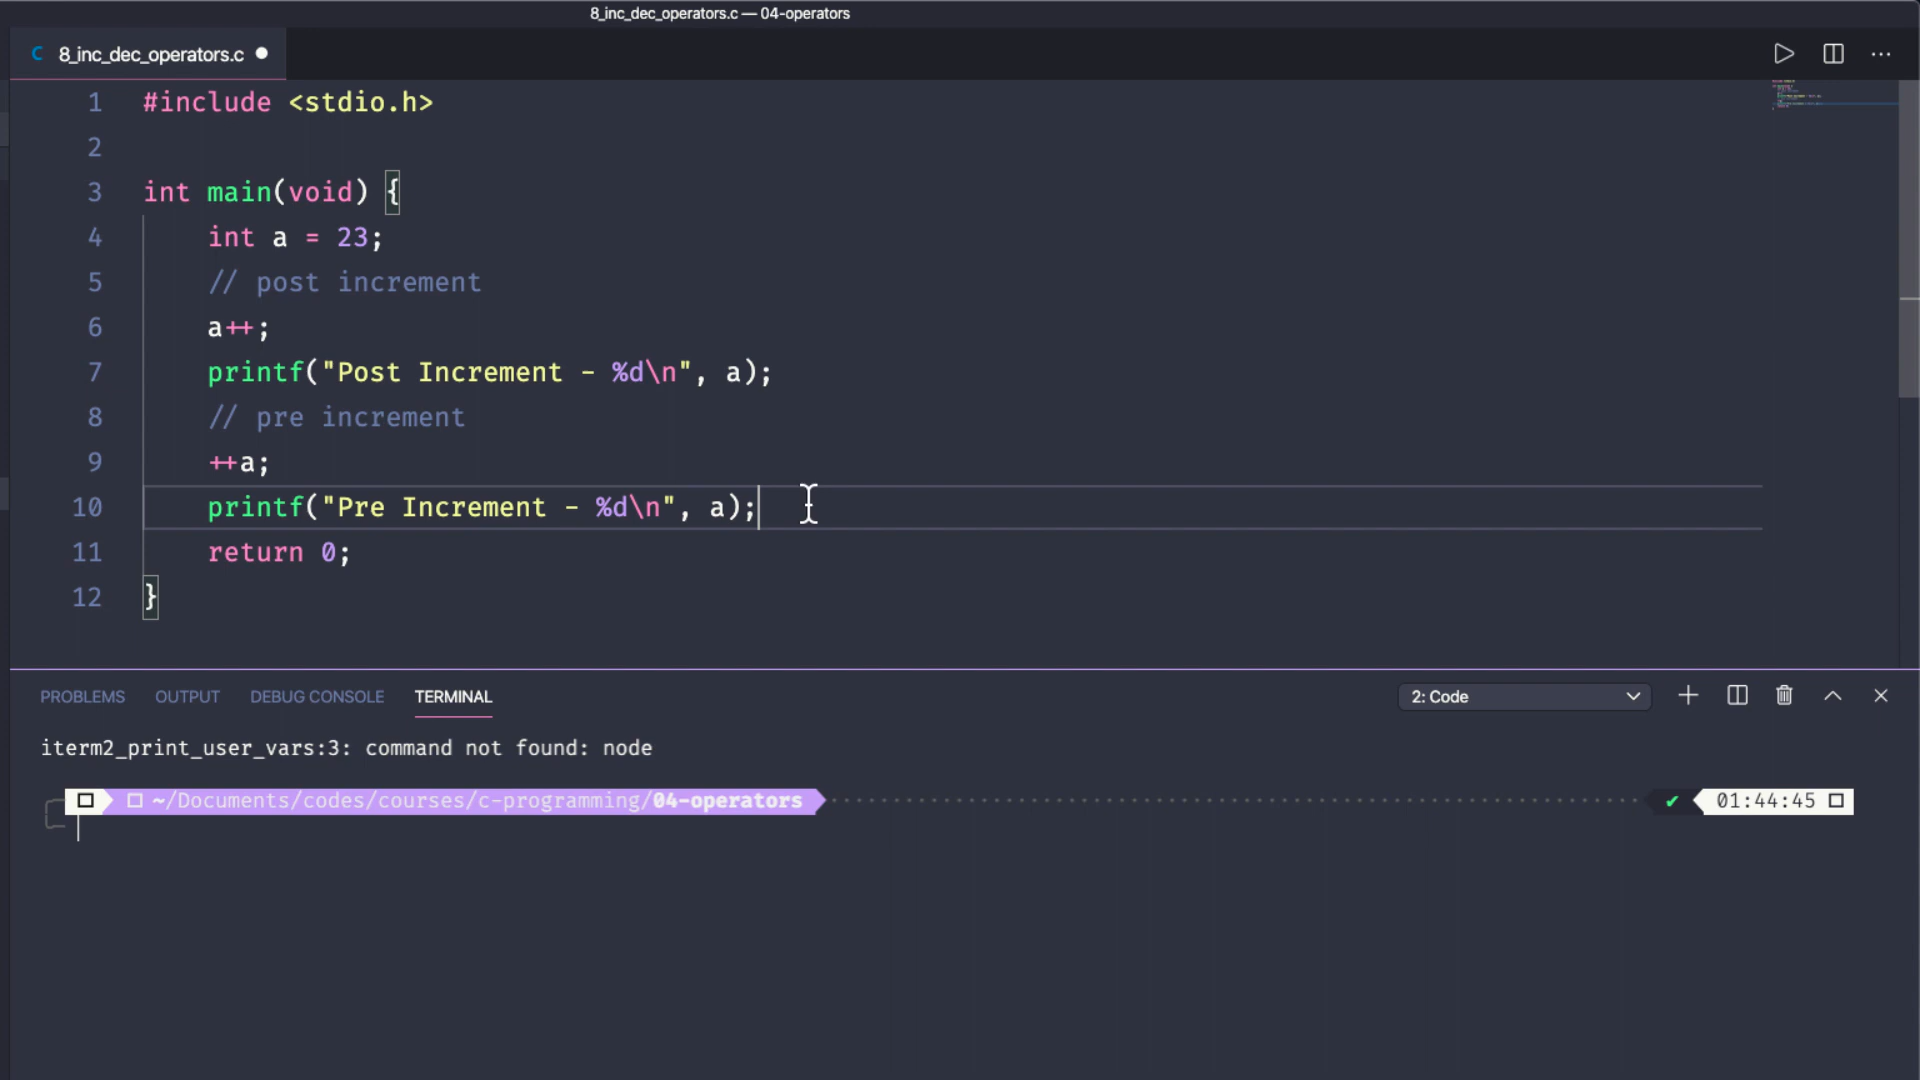 8_inc_dec_operators.c — 04-operators
8_inc_dec_operators.c
1 #include <stdio.h>
2
3 int main(void) {
4 int a = 23;
5 // post increment
6 a++;
7 printf("Post Increment - %d\n", a);
8 // pre increment
9 ++a;
10 printf("Pre Increment - %d\n", a);
11 return 0;
12 }
PROBLEMS OUTPUT DEBUG CONSOLE TERMINAL 2: Code
iterm2_print_user_vars:3: command not found: node
~/Documents/codes/courses/c-programming/04-operators ✔ 01:44:45